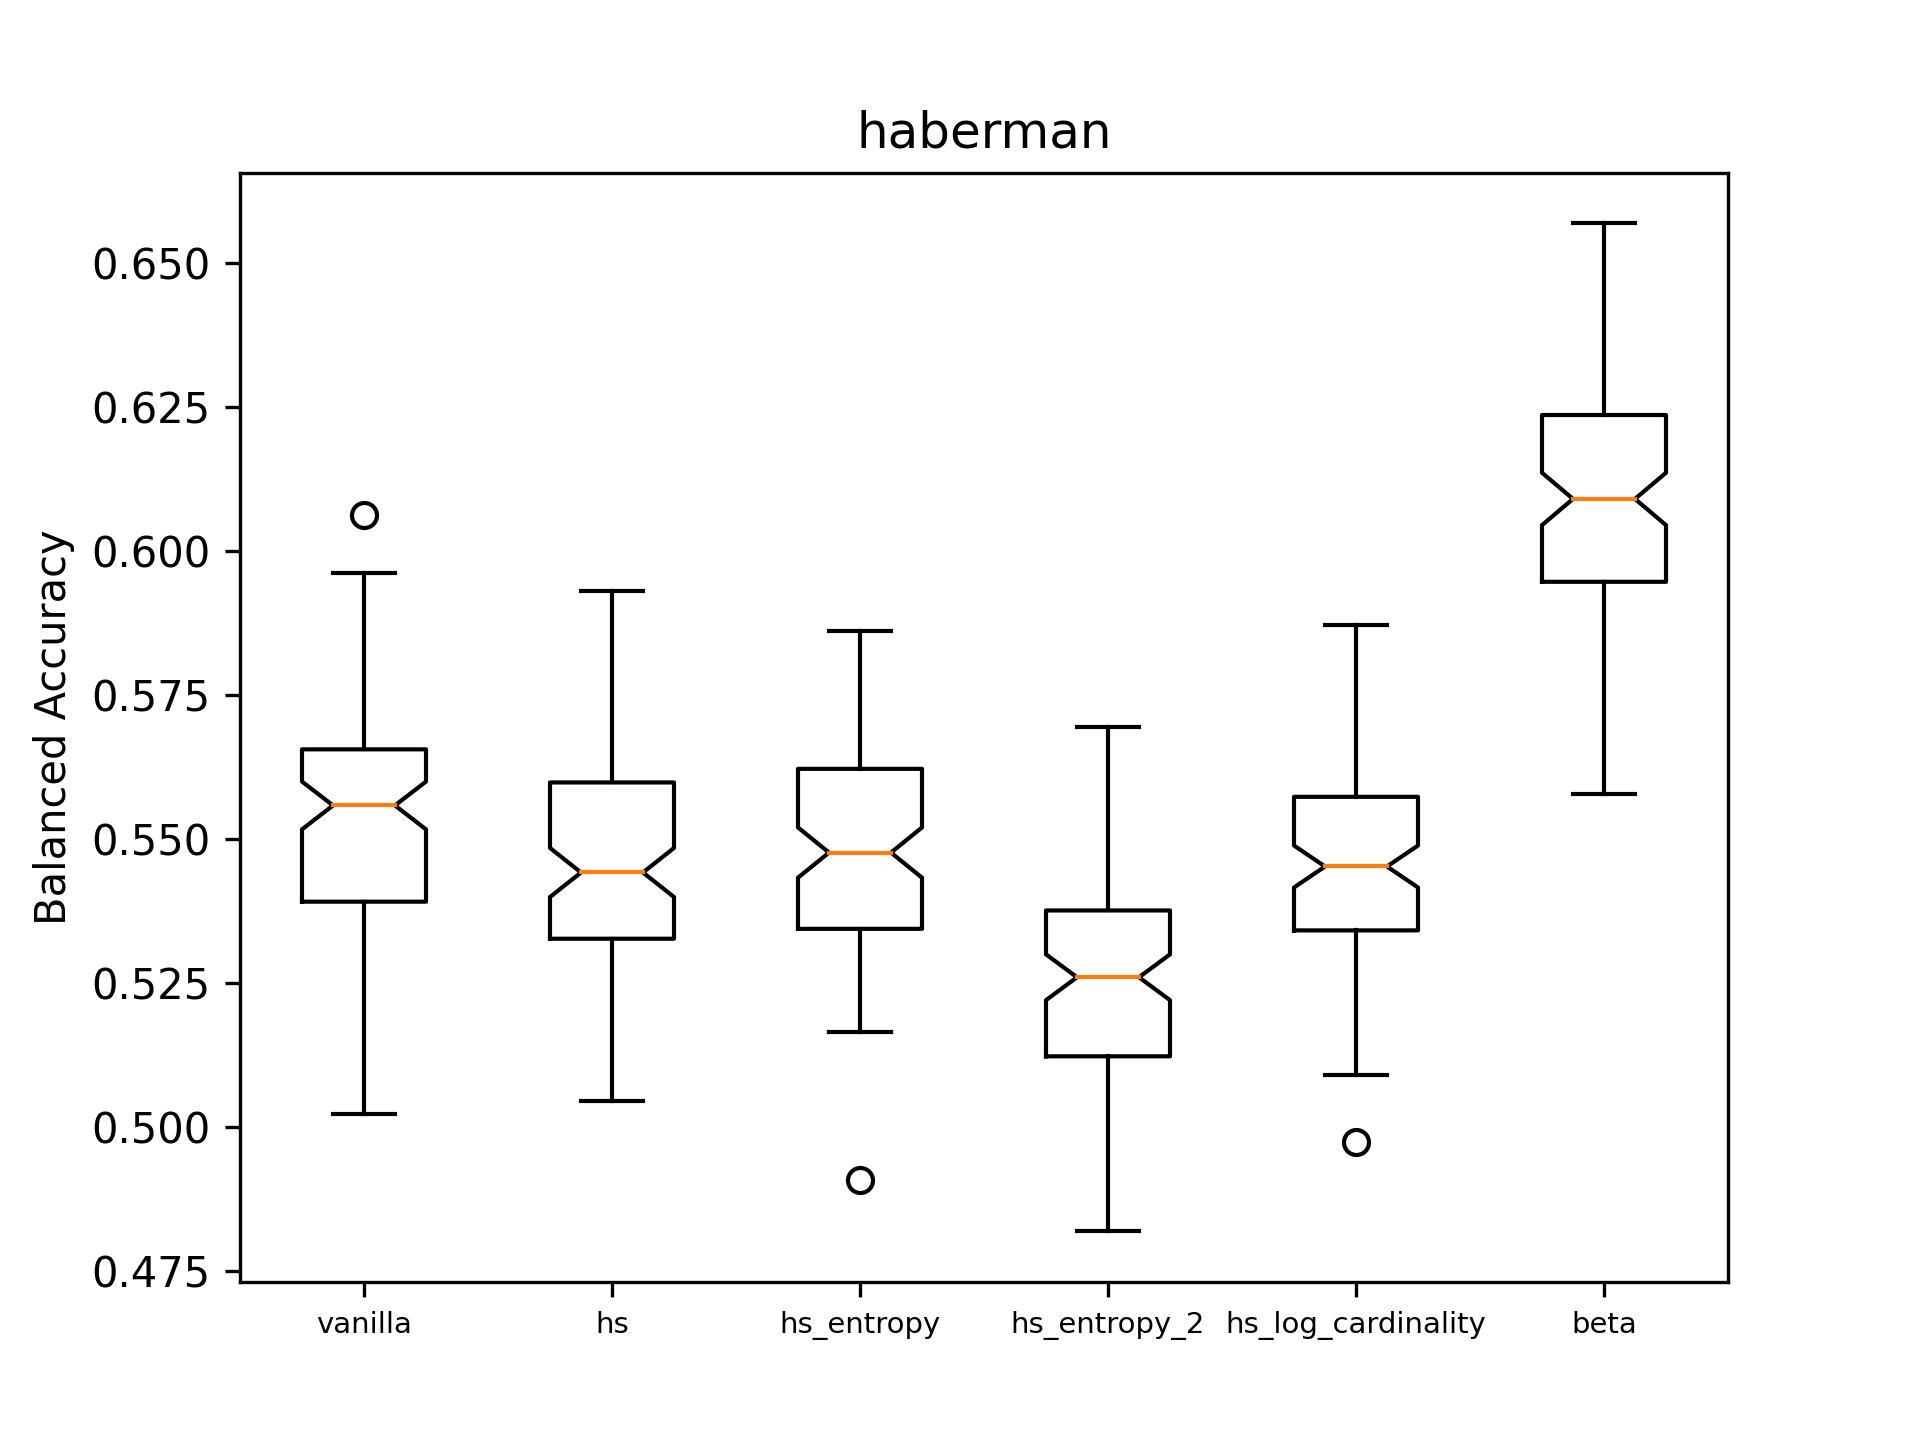 haberman
Balanced Accuracy
0.650
0.625
0.600
0.575
0.550
0.525
0.500
0.475
vanilla
hs
hs_entropy
hs_entropy_2
hs_log_cardinality
beta